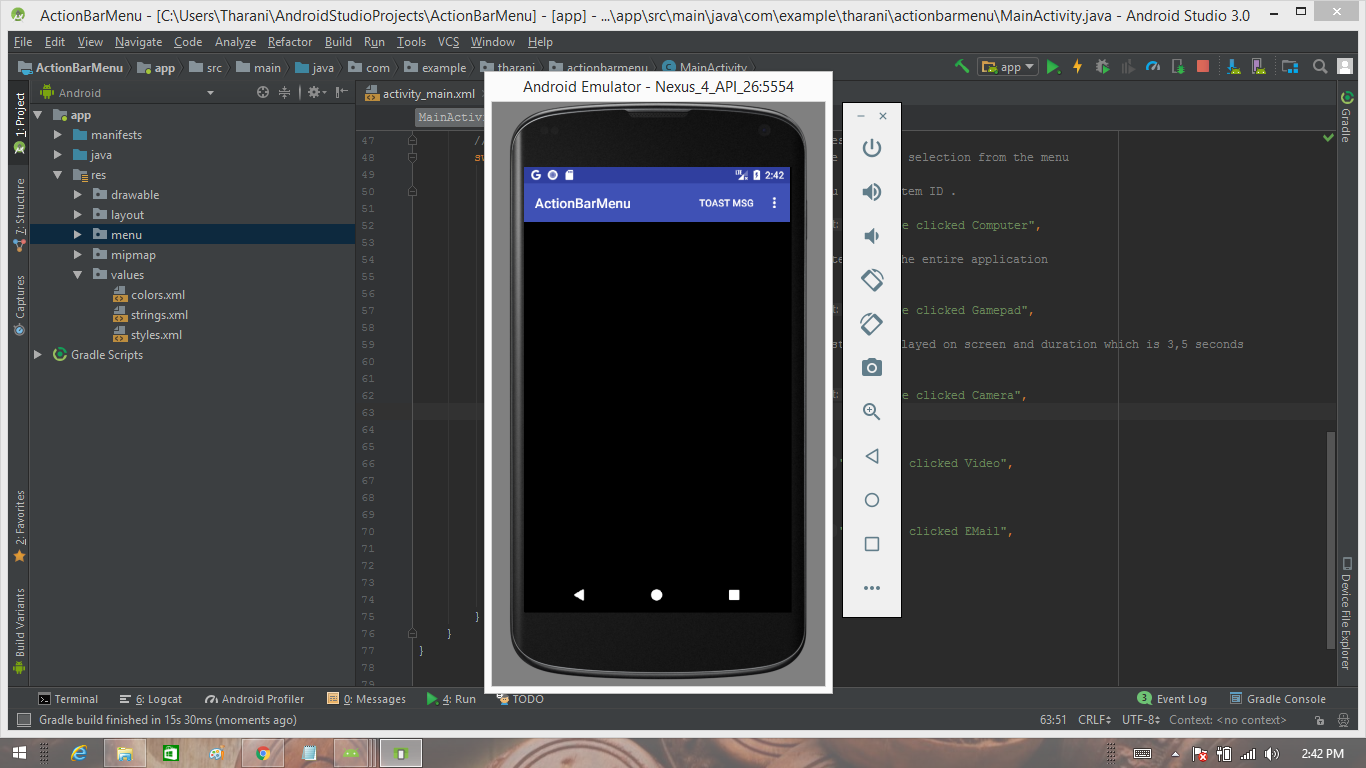 ActionBarMenu - [C:\Users\Tharani\AndroidStudioProjects\ActionBarMenu] - [app] - ...\app\src\main\java\com\example\tharani\actionbarmenu\MainActivity.java - Android Studio 3.0
File Edit View Navigate Code Analyze Refactor Build Run Tools VCS Window Help
ActionBarMenu app src main java com example tharani actionbarmenu MainActivity
app
Android
activity_main.xml
Android Emulator - Nexus_4_API_26:5554
1: Project
7: Structure
Captures
2: Favorites
Build Variants
app
manifests
java
res
drawable
layout
menu
mipmap
values
colors.xml
strings.xml
styles.xml
Gradle Scripts
MainActivi
47 //
48 selection from the menu
49
50 tem ID .
51
52 e clicked Computer",
53
54 he entire application
55
56
57 e clicked Gamepad",
58
59 layed on screen and duration which is 3,5 seconds
60
61
62 e clicked Camera",
63
64
65
66 clicked Video",
67
68
69
70 clicked EMail",
71
72
73
74
75 }
76 }
77 }
78
79
G 2:42
ActionBarMenu TOAST MSG
Gradle
Device File Explorer
Terminal 6: Logcat Android Profiler 0: Messages 4: Run TODO 3 Event Log Gradle Console
Gradle build finished in 15s 30ms (moments ago) 63:51 CRLF UTF-8 Context: <no context>
2:42 PM